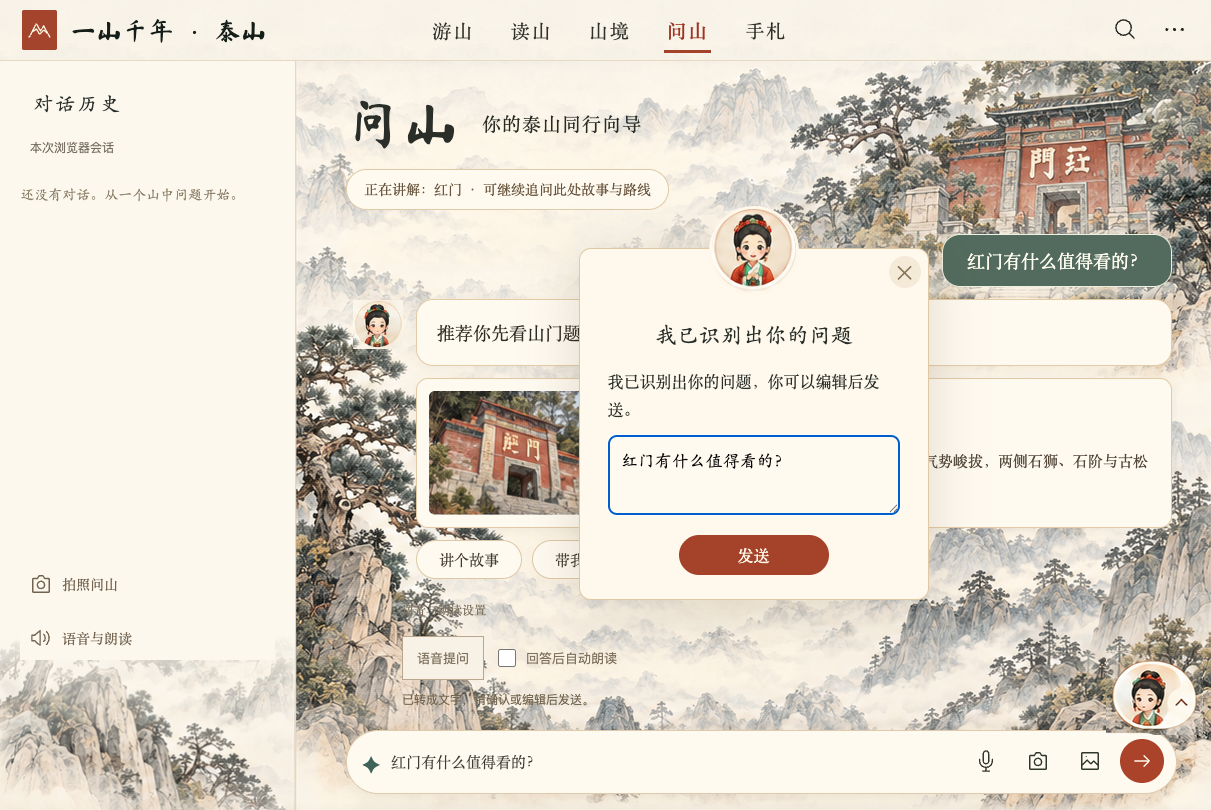 一山千年 · 泰山
游山
读山
山境
问山
手札
对话历史
本次浏览器会话
还没有对话。从一个山中问题开始。
拍照问山
语音与朗读
问山
你的泰山同行向导
正在讲解：红门 · 可继续追问此处故事与路线
門
红门有什么值得看的？
推荐你先看山门题
門
气势峻拔，两侧石狮、石阶与古松
讲个故事
带我
我已识别出你的问题
我已识别出你的问题，你可以编辑后发
送。
红门有什么值得看的？
发送
设置
语音提问
回答后自动朗读
已转成文字，请确认或编辑后发送。
红门有什么值得看的？